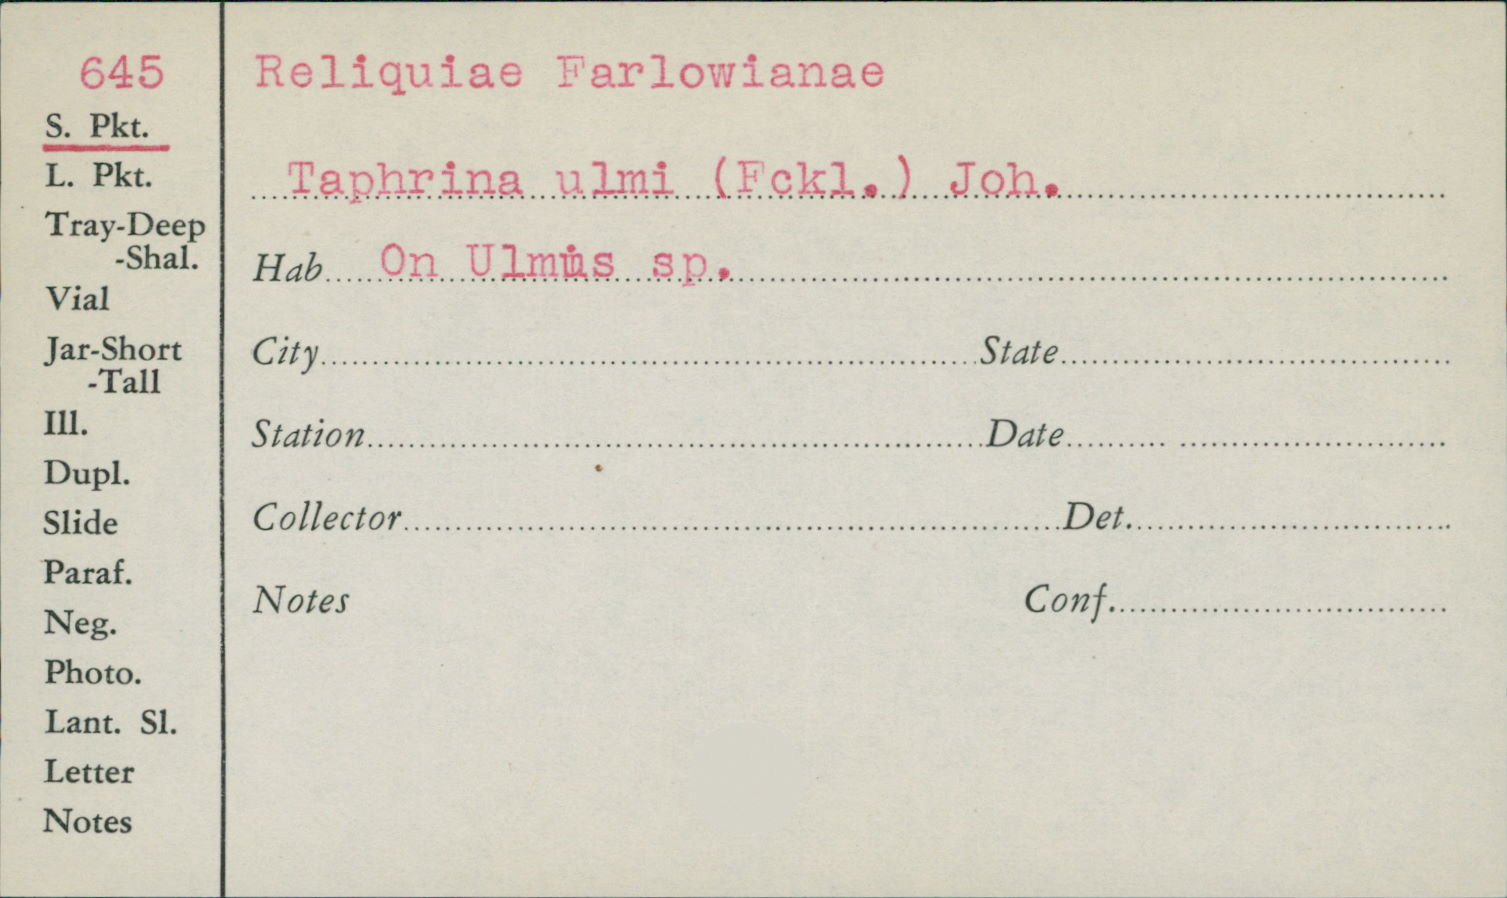 645
S. Pkt.
L. Pkt.
Tray-Deep
-Shal.
Vial
Jar-Short
-Tall
Ill.
Dupl.
Slide
Paraf.
Neg.
Photo.
Lant. Sl.
Letter
Notes
Reliquiae Farlowianae
Taphrina ulmi (Fckl.) Joh.
Hab. On Ulmus sp.
City State
Station Date
Collector Det.
Notes Conf.